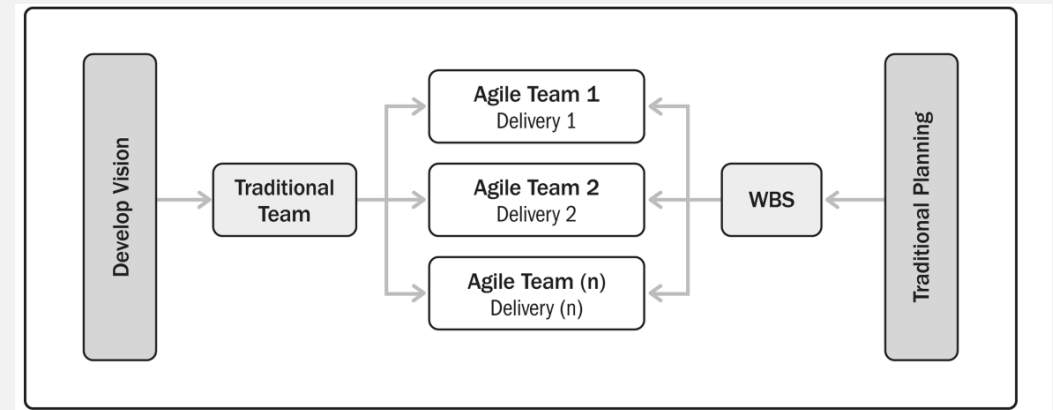 Develop Vision
Traditional
Team
Agile Team 1
Delivery 1
Agile Team 2
Delivery 2
Agile Team (n)
Delivery (n)
WBS
Traditional Planning